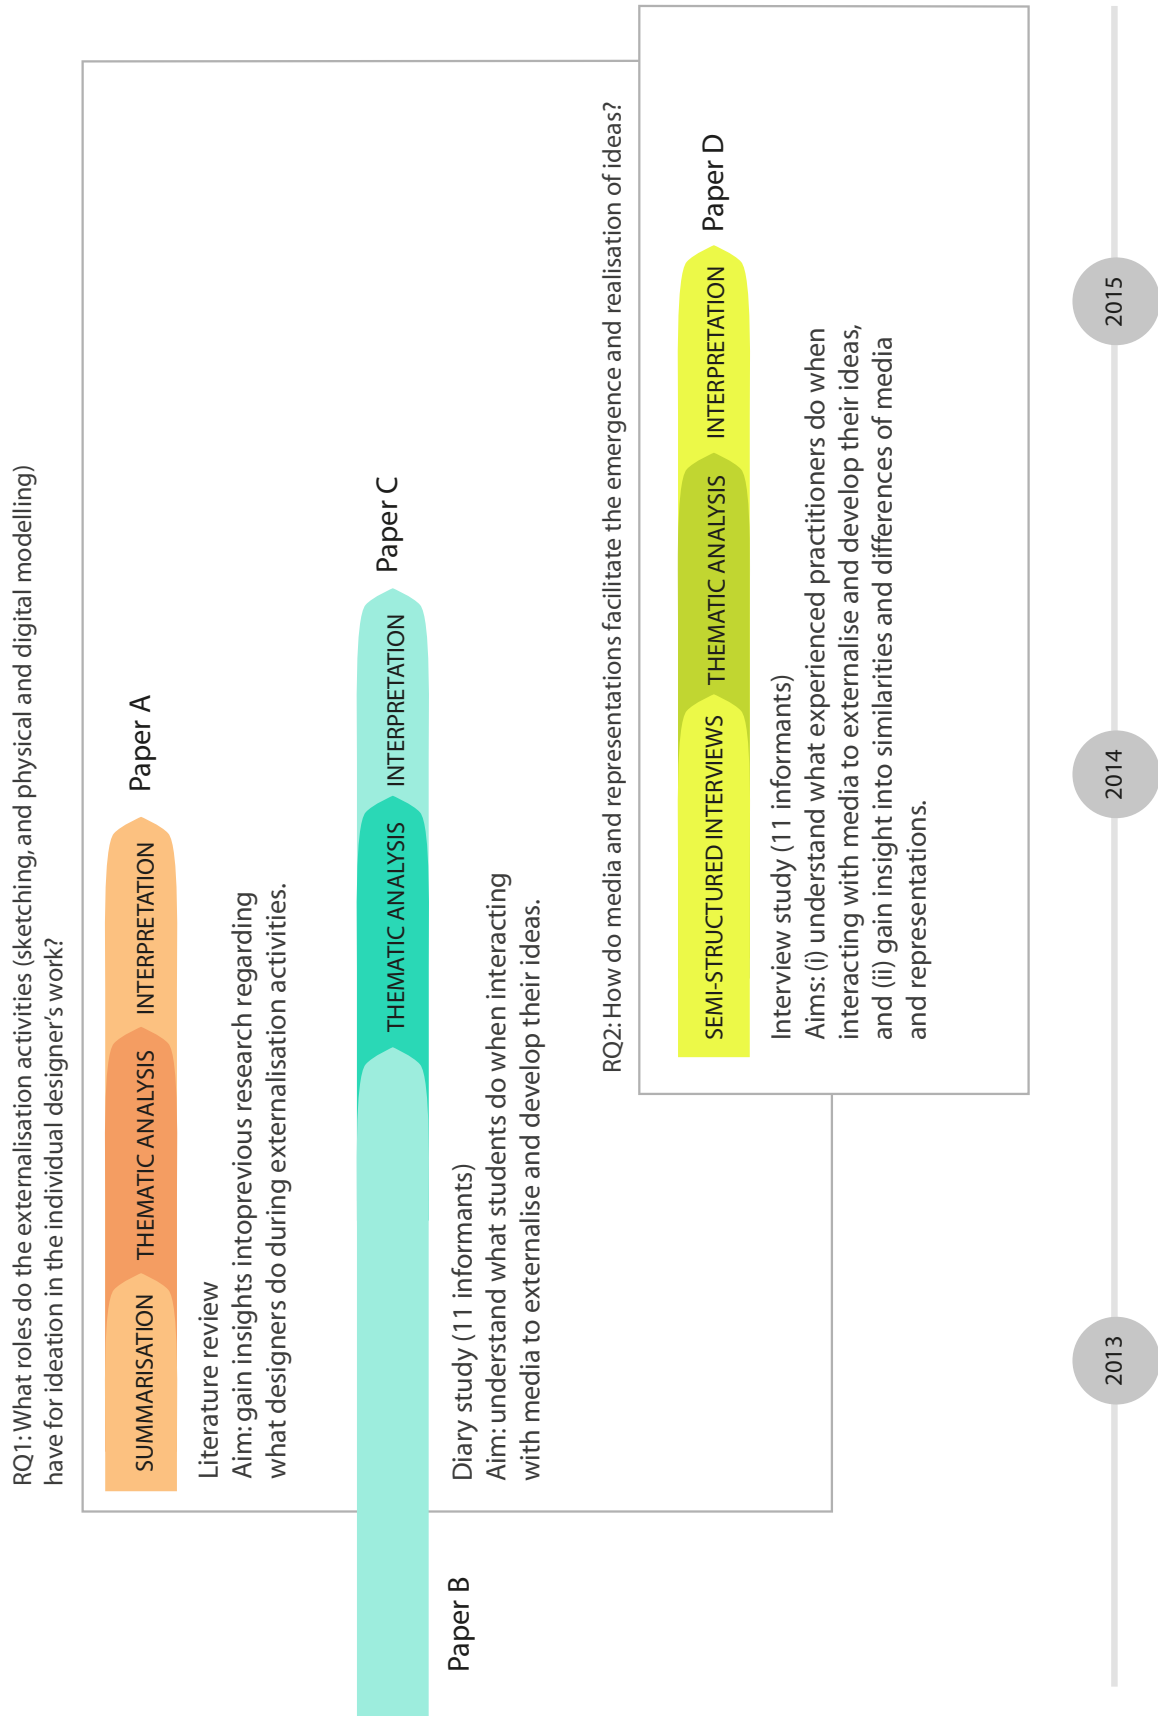 RQ1: What roles do the externalisation activities (sketching, and physical and digital modelling)
have for ideation in the individual designer's work?
SUMMARISATION
THEMATIC ANALYSIS
INTERPRETATION
Paper A
Literature review
Aim: gain insights intoprevious research regarding
what designers do during externalisation activities.
THEMATIC ANALYSIS
INTERPRETATION
Paper C
Paper B
Diary study (11 informants)
Aim: understand what students do when interacting
with media to externalise and develop their ideas.
RQ2: How do media and representations facilitate the emergence and realisation of ideas?
SEMI-STRUCTURED INTERVIEWS
THEMATIC ANALYSIS
INTERPRETATION
Paper D
Interview study (11 informants)
Aims: (i) understand what experienced practitioners do when
interacting with media to externalise and develop their ideas,
and (ii) gain insight into similarities and differences of media
and representations.
2013
2014
2015